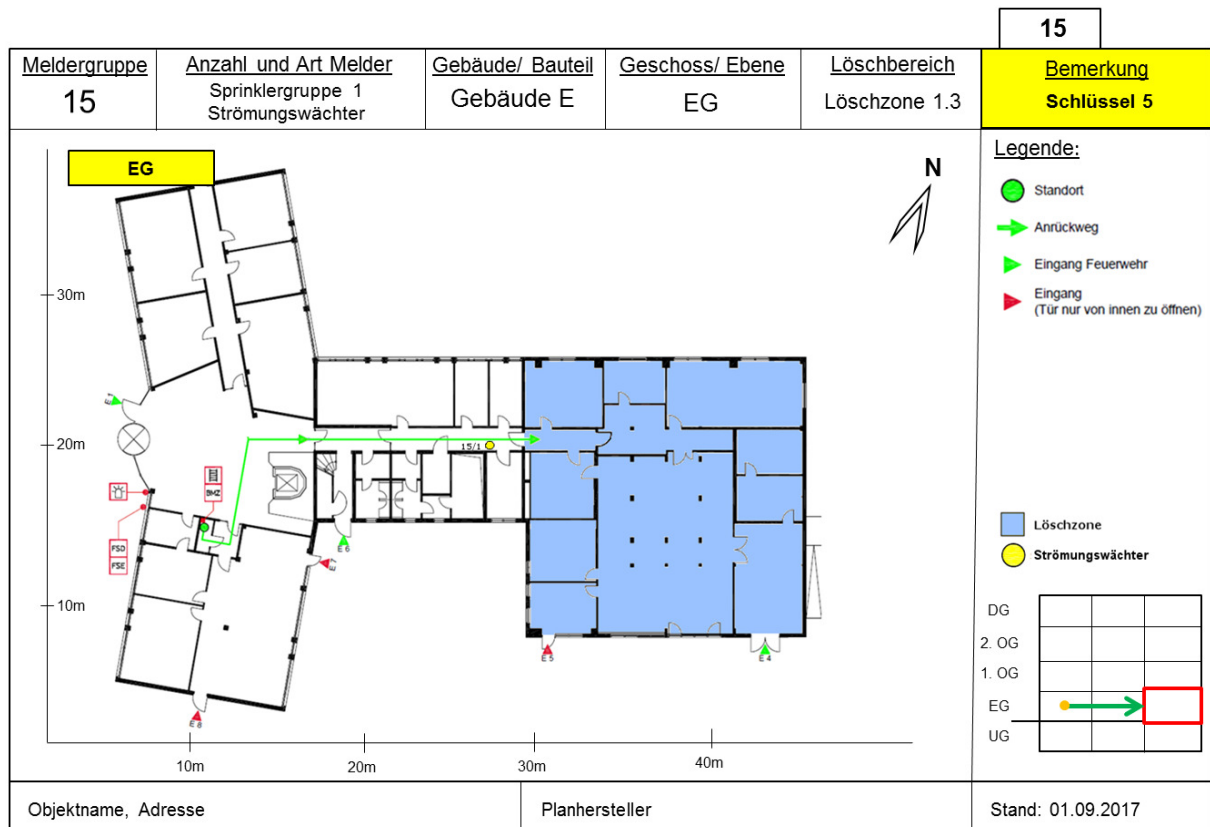 15
Meldergruppe
15
Anzahl und Art Melder
Sprinklergruppe 1
Strömungswächter
Gebäude/ Bauteil
Gebäude E
Geschoss/ Ebene
EG
Löschbereich
Löschzone 1.3
Bemerkung
Schlüssel 5
EG
N
Legende:
Standort
Anrückweg
Eingang Feuerwehr
Eingang
(Tür nur von innen zu öffnen)
30m
20m
10m
E 1
15/1
BMZ
FSD
FSE
E 6
E 7
E 5
E 4
E 8
10m
20m
30m
40m
Löschzone
Strömungswächter
DG
2. OG
1. OG
EG
UG
Objektname, Adresse
Planhersteller
Stand: 01.09.2017